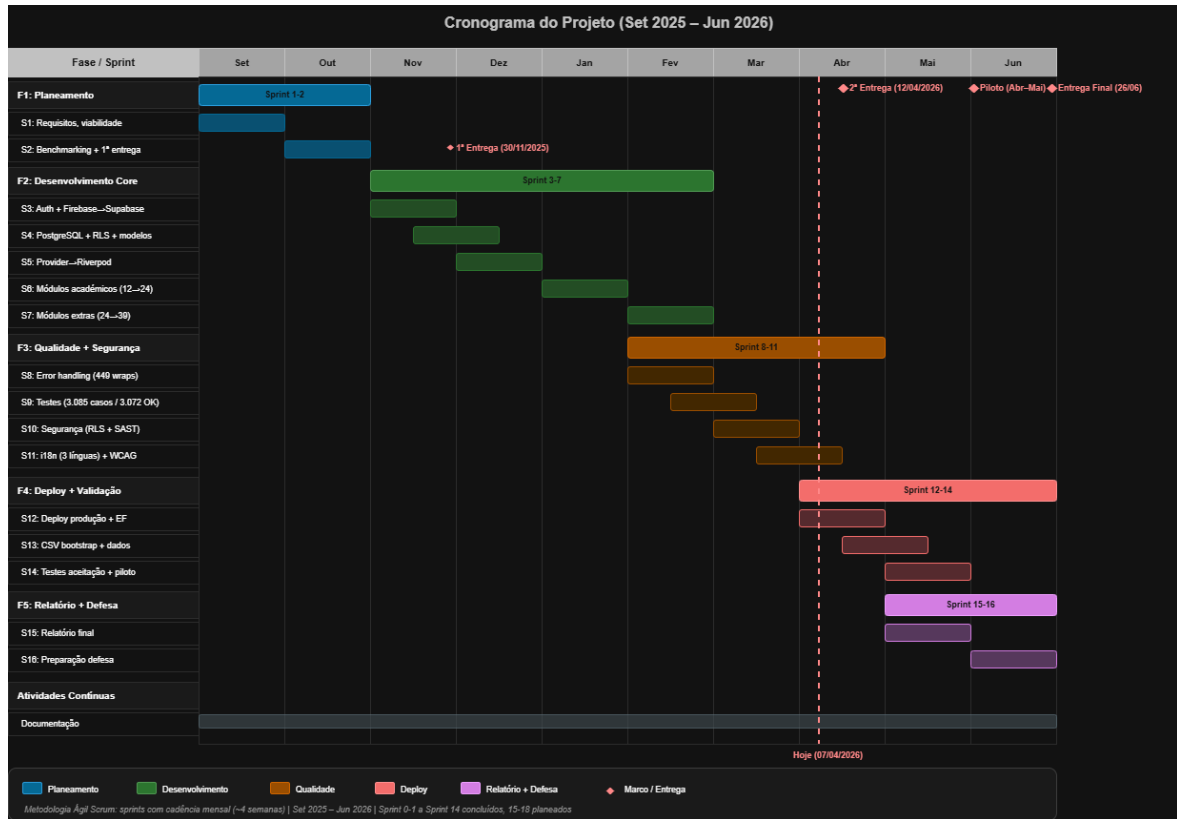 Cronograma do Projeto (Set 2025 – Jun 2026)
Fase / Sprint Set Out Nov Dez Jan Fev Mar Abr Mai Jun
F1: Planeamento Sprint 1-2 2ª Entrega (12/04/2026) Piloto (Abr–Mai) Entrega Final (26/06)
S1: Requisitos, viabilidade
S2: Benchmarking + 1ª entrega 1ª Entrega (30/11/2025)
F2: Desenvolvimento Core Sprint 3-7
S3: Auth + Firebase→Supabase
S4: PostgreSQL + RLS + modelos
S5: Provider→Riverpod
S6: Módulos académicos (12→24)
S7: Módulos extras (24→39)
F3: Qualidade + Segurança Sprint 8-11
S8: Error handling (449 wraps)
S9: Testes (3.085 casos / 3.072 OK)
S10: Segurança (RLS + SAST)
S11: i18n (3 línguas) + WCAG
F4: Deploy + Validação Sprint 12-14
S12: Deploy produção + EF
S13: CSV bootstrap + dados
S14: Testes aceitação + piloto
F5: Relatório + Defesa Sprint 15-16
S15: Relatório final
S16: Preparação defesa
Atividades Contínuas
Documentação
Hoje (07/04/2026)
Planeamento Desenvolvimento Qualidade Deploy Relatório + Defesa Marco / Entrega
Metodologia Ágil Scrum: sprints com cadência mensal (~4 semanas) | Set 2025 – Jun 2026 | Sprint 0-1 a Sprint 14 concluídos, 15-18 planeados